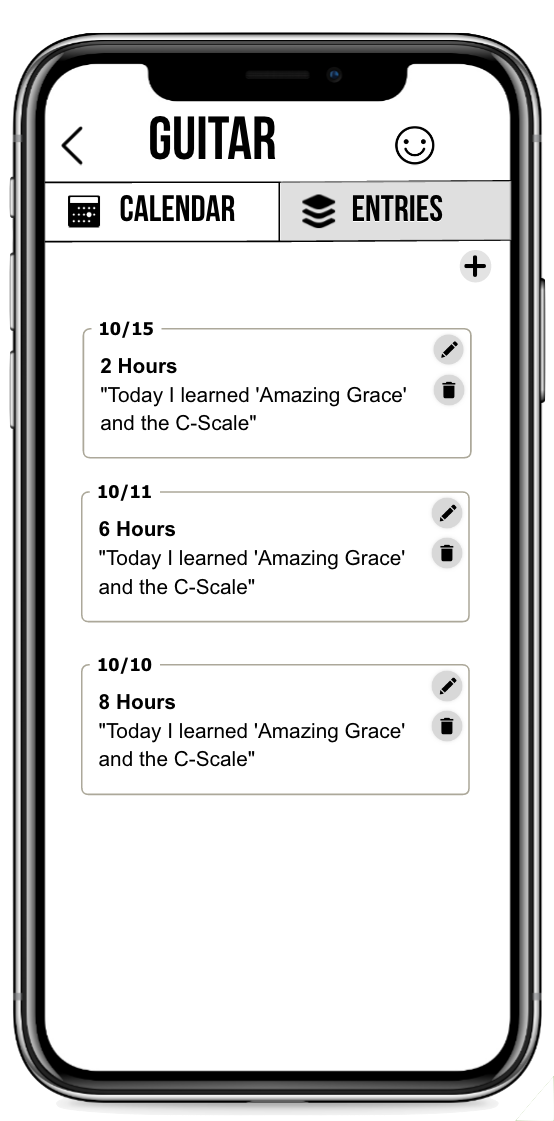 GUITAR
CALENDAR
ENTRIES
10/15
2 Hours
"Today I learned 'Amazing Grace'
and the C-Scale"
10/11
6 Hours
"Today I learned 'Amazing Grace'
and the C-Scale"
10/10
8 Hours
"Today I learned 'Amazing Grace'
and the C-Scale"